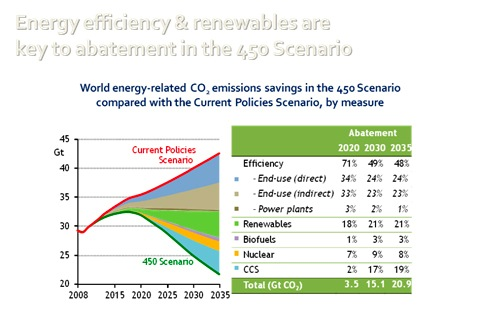 Energy efficiency & renewables are
key to abatement in the 450 Scenario
World energy-related CO₂ emissions savings in the 450 Scenario
compared with the Current Policies Scenario, by measure
45
Gt
40
35
30
25
20
2008 2015 2020 2025 2030 2035
Current Policies
Scenario
450 Scenario
Abatement
2020 2030 2035
Efficiency 71% 49% 48%
- End-use (direct) 34% 24% 24%
- End-use (indirect) 33% 23% 23%
- Power plants 3% 2% 1%
Renewables 18% 21% 21%
Biofuels 1% 3% 3%
Nuclear 7% 9% 8%
CCS 2% 17% 19%
Total (Gt CO₂) 3.5 15.1 20.9